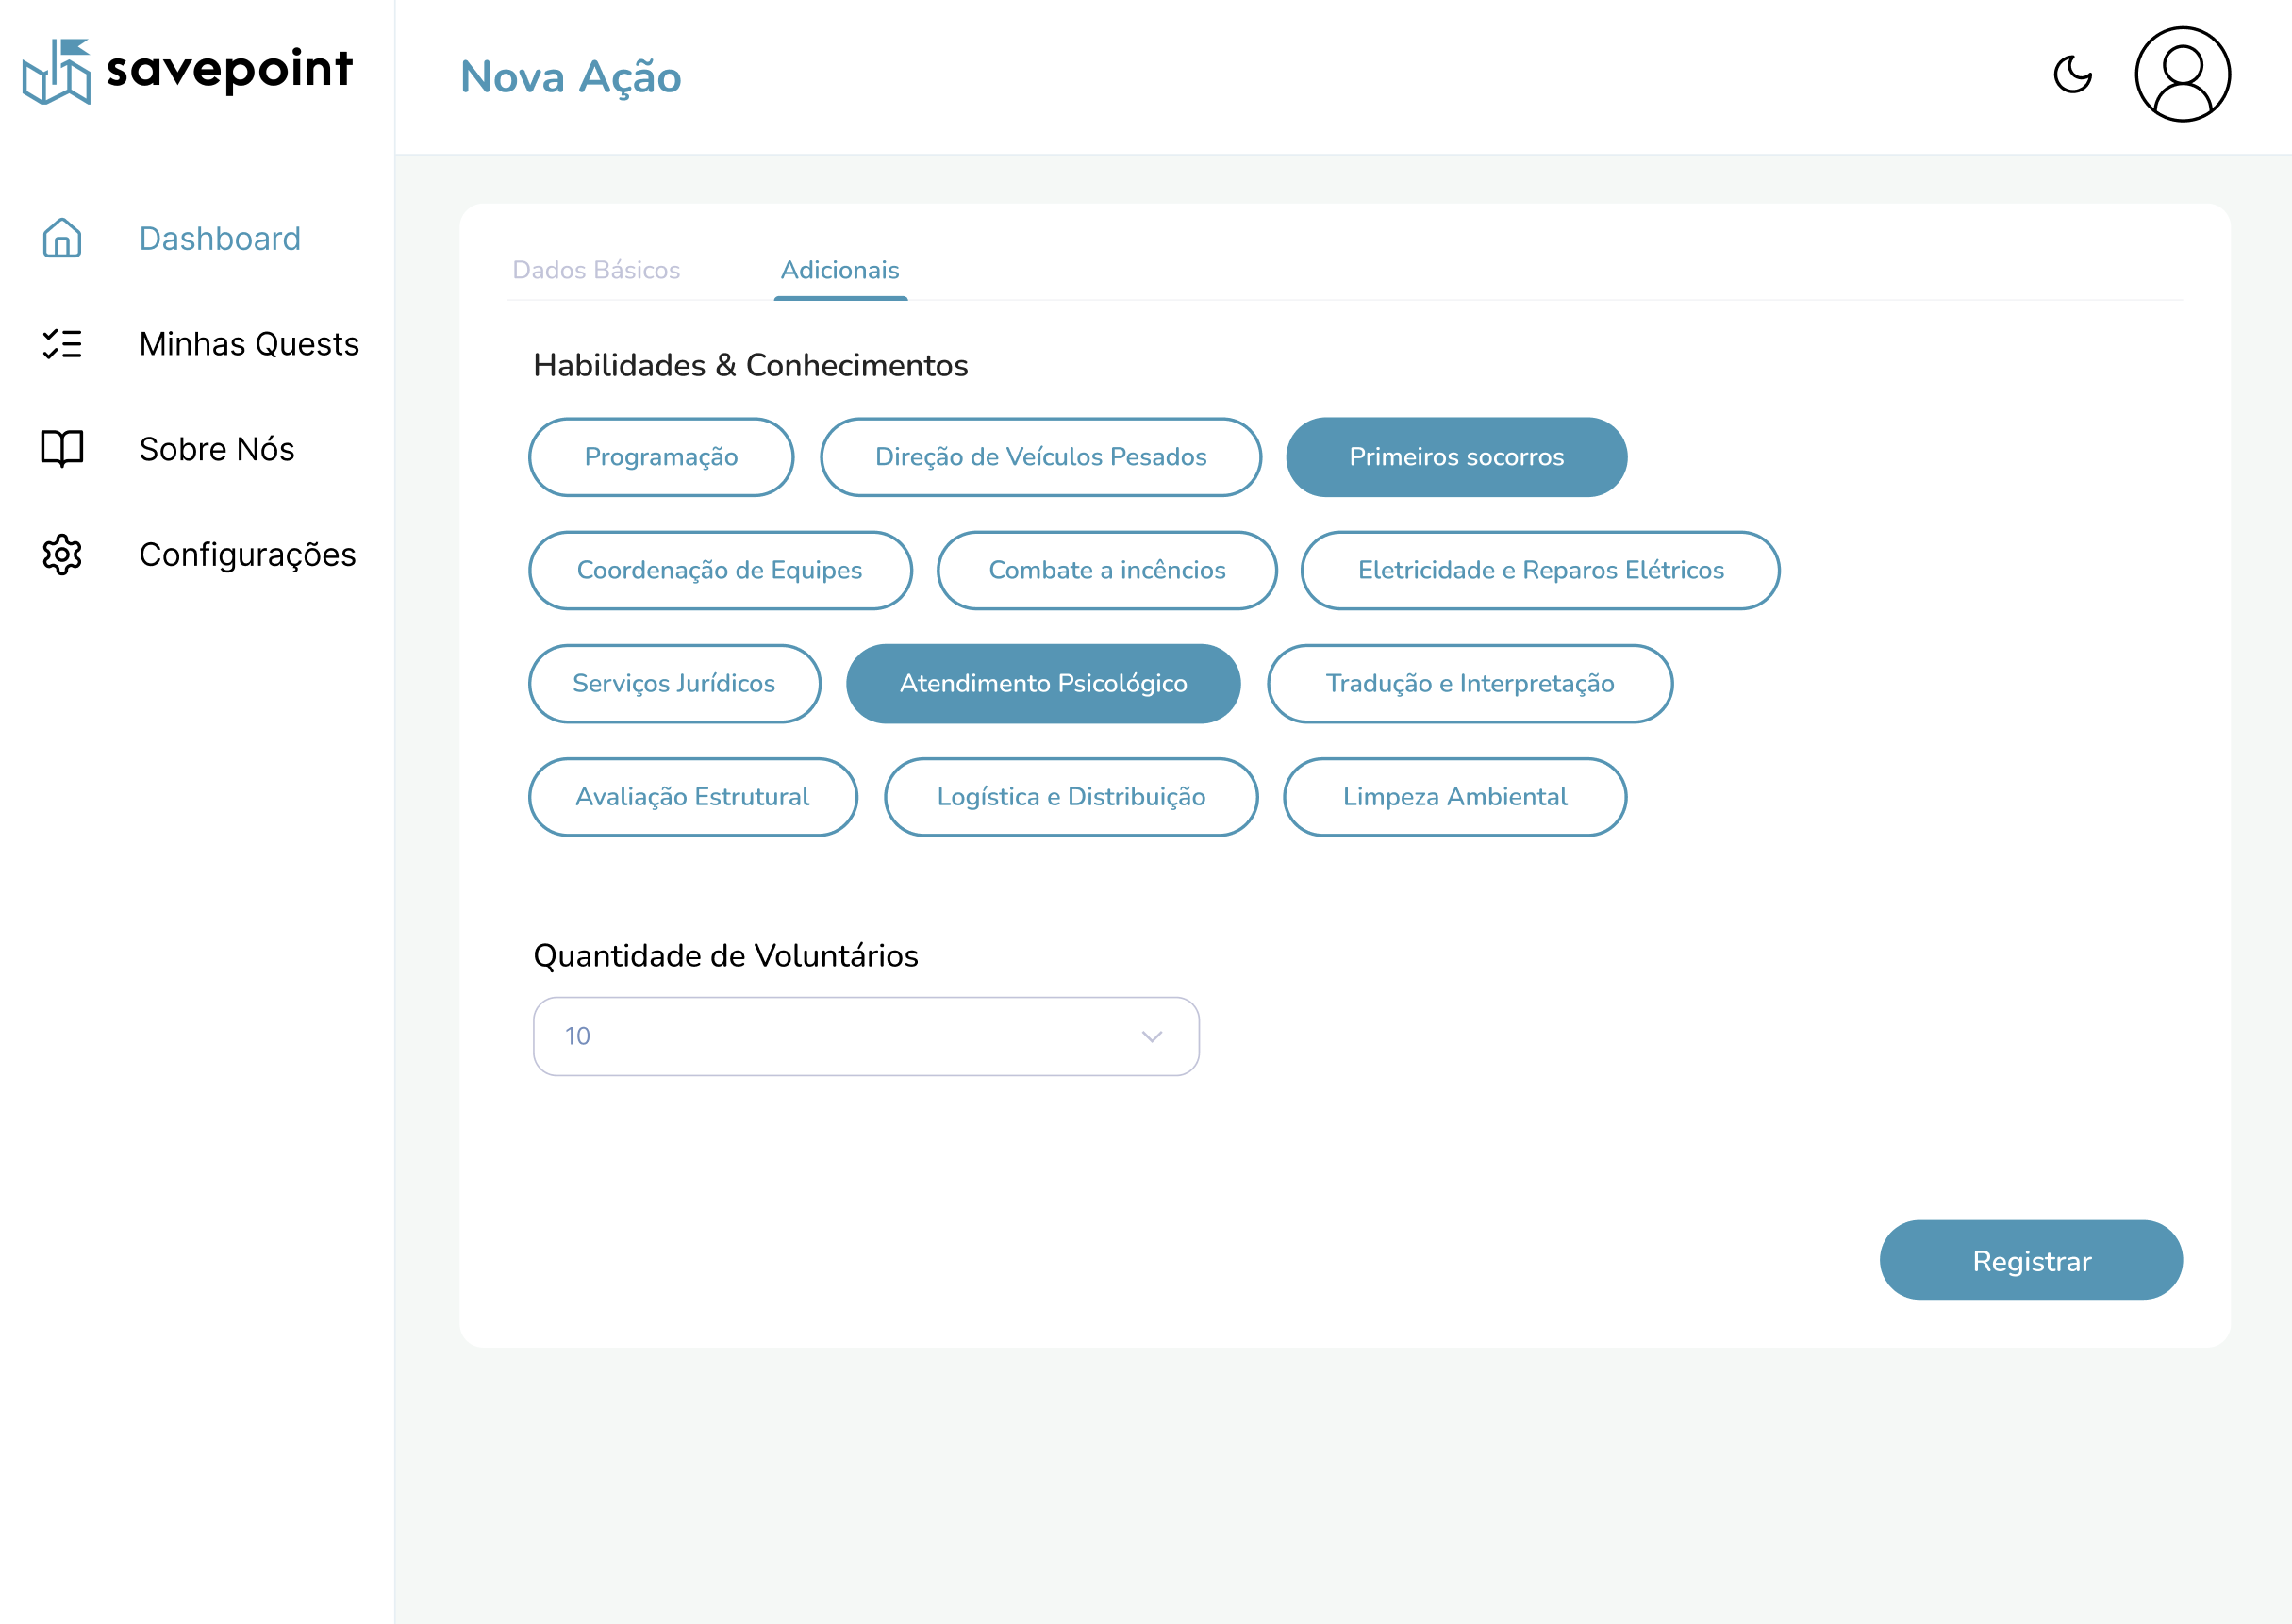 savepoint
Nova Ação
Dashboard
Minhas Quests
Sobre Nós
Configurações
Dados Básicos
Adicionais
Habilidades & Conhecimentos
Programação
Direção de Veículos Pesados
Primeiros socorros
Coordenação de Equipes
Combate a incêncios
Eletricidade e Reparos Elétricos
Serviços Jurídicos
Atendimento Psicológico
Tradução e Interpretação
Avaliação Estrutural
Logística e Distribuição
Limpeza Ambiental
Quantidade de Voluntários
10
Registrar